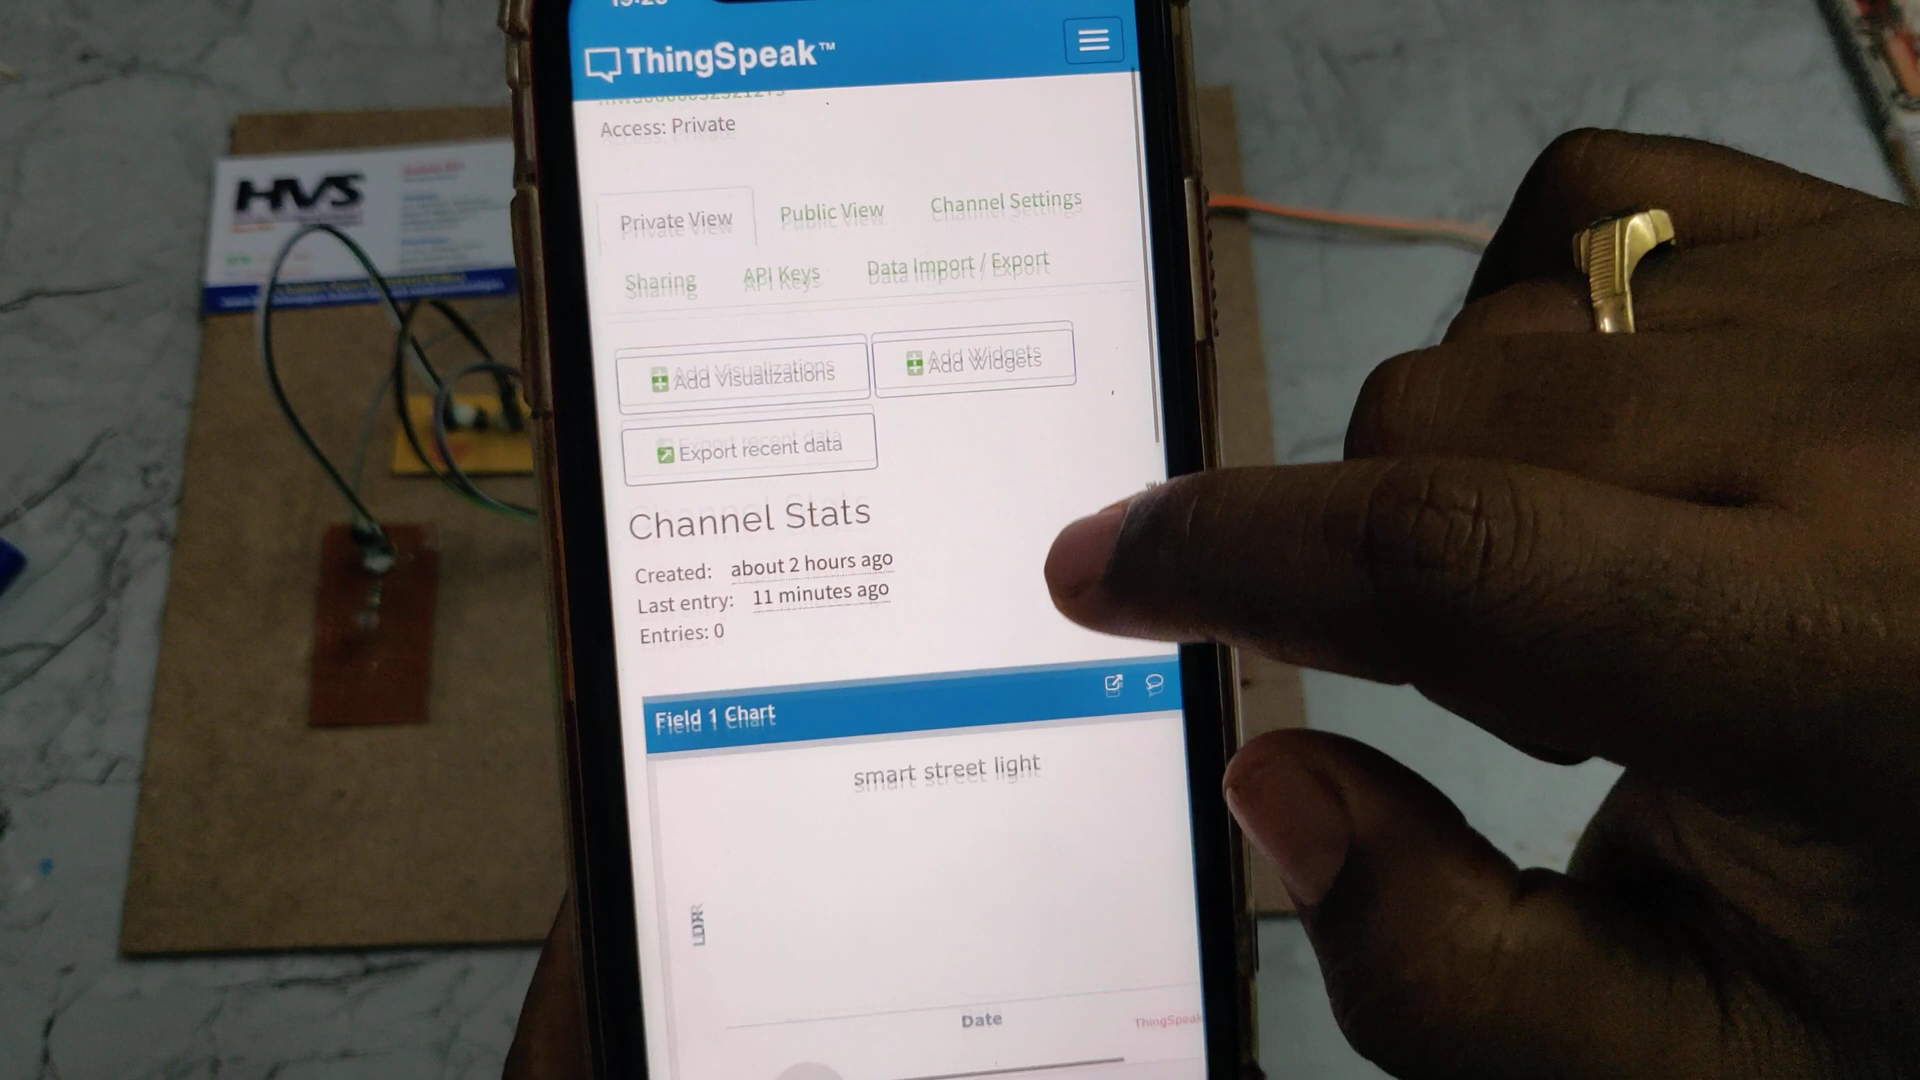 ThingSpeak™
Access: Private
Private View
Public View
Channel Settings
Sharing
API Keys
Data Import / Export
Add Visualizations
Add Widgets
Export recent data
Channel Stats
Created: about 2 hours ago
Last entry: 11 minutes ago
Entries: 0
Field 1 Chart
smart street light
LDR
Date
ThingSpeak
HVS